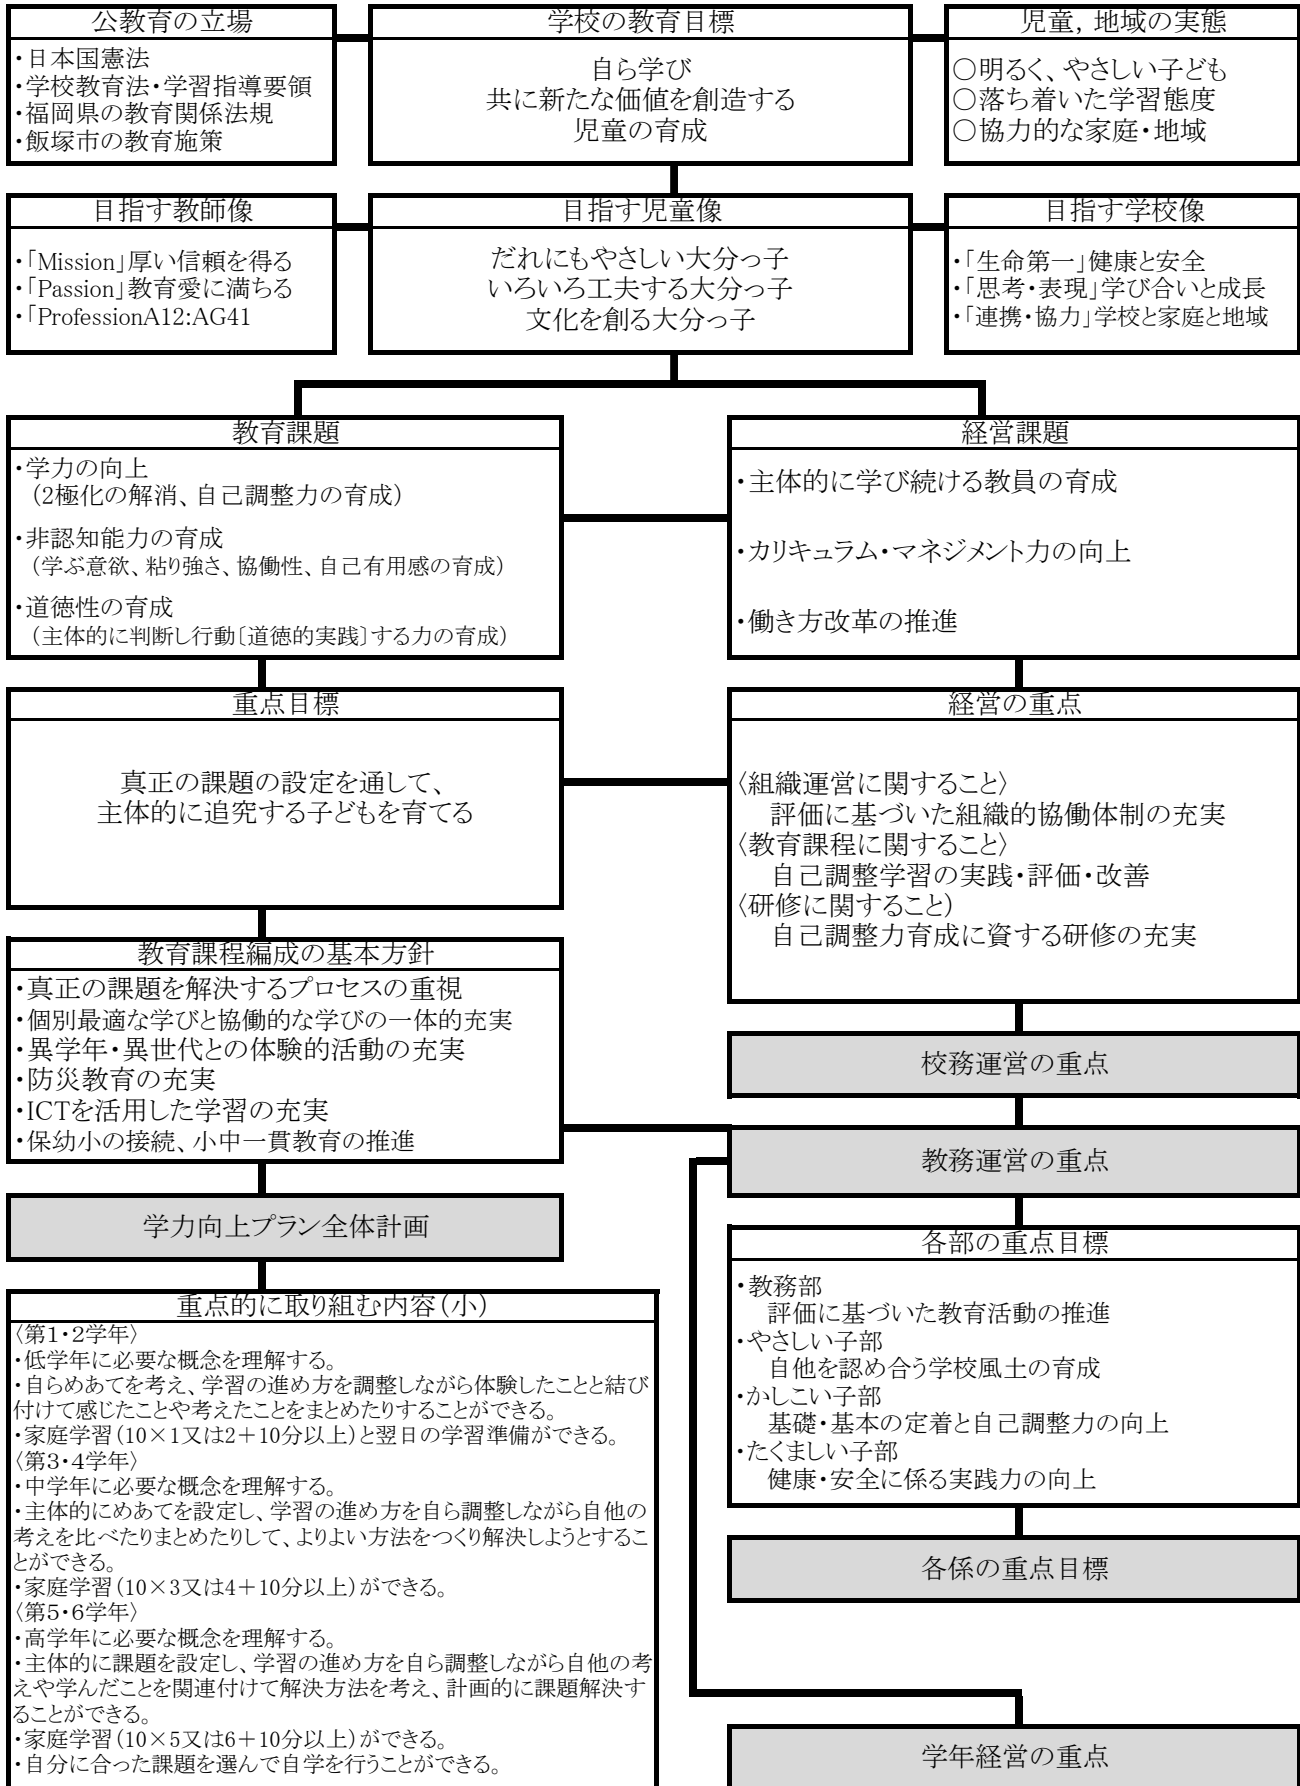 公教育の立場
・日本国憲法
・学校教育法・学習指導要領
・福岡県の教育関係法規
・飯塚市の教育施策
学校の教育目標
自ら学び
共に新たな価値を創造する
児童の育成
児童，地域の実態
○明るく、やさしい子ども
○落ち着いた学習態度
○協力的な家庭・地域
目指す教師像
・「Mission」厚い信頼を得る
・「Passion」教育愛に満ちる
・「ProfessionA12:AG41
目指す児童像
だれにもやさしい大分っ子
いろいろ工夫する大分っ子
文化を創る大分っ子
目指す学校像
・「生命第一」健康と安全
・「思考・表現」学び合いと成長
・「連携・協力」学校と家庭と地域
教育課題
・学力の向上
（2極化の解消、自己調整力の育成）
・非認知能力の育成
（学ぶ意欲、粘り強さ、協働性、自己有用感の育成）
・道徳性の育成
（主体的に判断し行動〔道徳的実践〕する力の育成）
経営課題
・主体的に学び続ける教員の育成
・カリキュラム・マネジメント力の向上
・働き方改革の推進
重点目標
真正の課題の設定を通して、
主体的に追究する子どもを育てる
経営の重点
〈組織運営に関すること〉
評価に基づいた組織的協働体制の充実
〈教育課程に関すること〉
自己調整学習の実践・評価・改善
〈研修に関すること）
自己調整力育成に資する研修の充実
教育課程編成の基本方針
・真正の課題を解決するプロセスの重視
・個別最適な学びと協働的な学びの一体的充実
・異学年・異世代との体験的活動の充実
・防災教育の充実
・ICTを活用した学習の充実
・保幼小の接続、小中一貫教育の推進
校務運営の重点
教務運営の重点
学力向上プラン全体計画
各部の重点目標
・教務部
評価に基づいた教育活動の推進
・やさしい子部
自他を認め合う学校風土の育成
・かしこい子部
基礎・基本の定着と自己調整力の向上
・たくましい子部
健康・安全に係る実践力の向上
重点的に取り組む内容（小）
〈第1・2学年〉
・低学年に必要な概念を理解する。
・自らめあてを考え、学習の進め方を調整しながら体験したことと結び
付けて感じたことや考えたことをまとめたりすることができる。
・家庭学習（10×1又は2＋10分以上）と翌日の学習準備ができる。
〈第3・4学年〉
・中学年に必要な概念を理解する。
・主体的にめあてを設定し、学習の進め方を自ら調整しながら自他の
考えを比べたりまとめたりして、よりよい方法をつくり解決しようとするこ
とができる。
・家庭学習（10×3又は4＋10分以上）ができる。
〈第5・6学年〉
・高学年に必要な概念を理解する。
・主体的に課題を設定し、学習の進め方を自ら調整しながら自他の考
えや学んだことを関連付けて解決方法を考え、計画的に課題解決す
ることができる。
・家庭学習（10×5又は6＋10分以上）ができる。
・自分に合った課題を選んで自学を行うことができる。
各係の重点目標
学年経営の重点